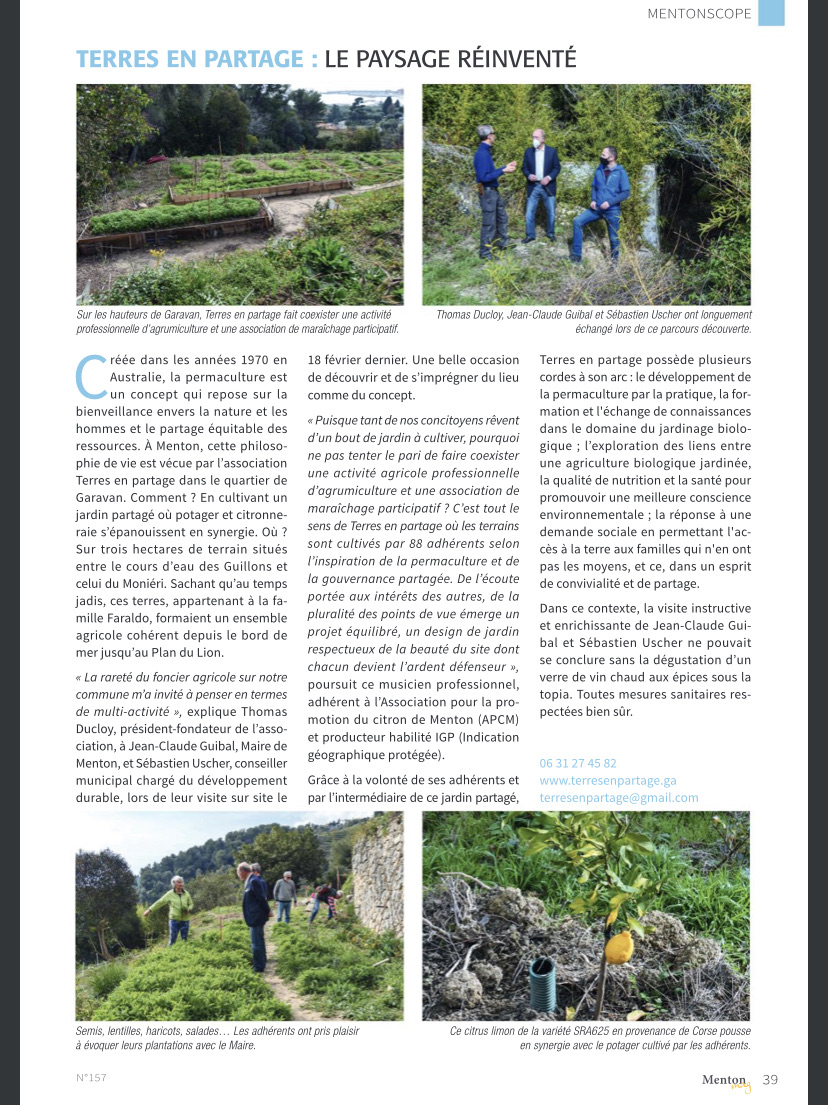 MENTONSCOPE
TERRES EN PARTAGE : LE PAYSAGE RÉINVENTÉ
Sur les hauteurs de Garavan, Terres en partage fait coexister une activité
professionnelle d'agrumiculture et une association de maraîchage participatif.
Thomas Ducloy, Jean-Claude Guibal et Sébastien Uscher ont longuement
échangé lors de ce parcours découverte.
Créée dans les années 1970 en
Australie, la permaculture est
un concept qui repose sur la
bienveillance envers la nature et les
hommes et le partage équitable des
ressources. À Menton, cette philoso-
phie de vie est vécue par l'association
Terres en partage dans le quartier de
Garavan. Comment ? En cultivant un
jardin partagé où potager et citronne-
raie s'épanouissent en synergie. Où ?
Sur trois hectares de terrain situés
entre le cours d'eau des Guillons et
celui du Moniéri. Sachant qu'au temps
jadis, ces terres, appartenant à la fa-
mille Faraldo, formaient un ensemble
agricole cohérent depuis le bord de
mer jusqu'au Plan du Lion.
« La rareté du foncier agricole sur notre
commune m'a invité à penser en termes
de multi-activité », explique Thomas
Ducloy, président-fondateur de l'asso-
ciation, à Jean-Claude Guibal, Maire de
Menton, et Sébastien Uscher, conseiller
municipal chargé du développement
durable, lors de leur visite sur site le
18 février dernier. Une belle occasion
de découvrir et de s'imprégner du lieu
comme du concept.
« Puisque tant de nos concitoyens rêvent
d'un bout de jardin à cultiver, pourquoi
ne pas tenter le pari de faire coexister
une activité agricole professionnelle
d'agrumiculture et une association de
maraîchage participatif ? C'est tout le
sens de Terres en partage où les terrains
sont cultivés par 88 adhérents selon
l'inspiration de la permaculture et de
la gouvernance partagée. De l'écoute
portée aux intérêts des autres, de la
pluralité des points de vue émerge un
projet équilibré, un design de jardin
respectueux de la beauté du site dont
chacun devient l'ardent défenseur »,
poursuit ce musicien professionnel,
adhérent à l'Association pour la pro-
motion du citron de Menton (APCM)
et producteur habilité IGP (Indication
géographique protégée).
Grâce à la volonté de ses adhérents et
par l'intermédiaire de ce jardin partagé,
Terres en partage possède plusieurs
cordes à son arc : le développement de
la permaculture par la pratique, la for-
mation et l'échange de connaissances
dans le domaine du jardinage biolo-
gique ; l'exploration des liens entre
une agriculture biologique jardinée,
la qualité de nutrition et la santé pour
promouvoir une meilleure conscience
environnementale ; la réponse à une
demande sociale en permettant l'ac-
cès à la terre aux familles qui n'en ont
pas les moyens, et ce, dans un esprit
de convivialité et de partage.
Dans ce contexte, la visite instructive
et enrichissante de Jean-Claude Gui-
bal et Sébastien Uscher ne pouvait
se conclure sans la dégustation d'un
verre de vin chaud aux épices sous la
topia. Toutes mesures sanitaires res-
pectées bien sûr.
06 31 27 45 82
www.terresenpartage.ga
terresenpartage@gmail.com
Semis, lentilles, haricots, salades… Les adhérents ont pris plaisir
à évoquer leurs plantations avec le Maire.
Ce citrus limon de la variété SRA625 en provenance de Corse pousse
en synergie avec le potager cultivé par les adhérents.
N°157
Menton mag 39